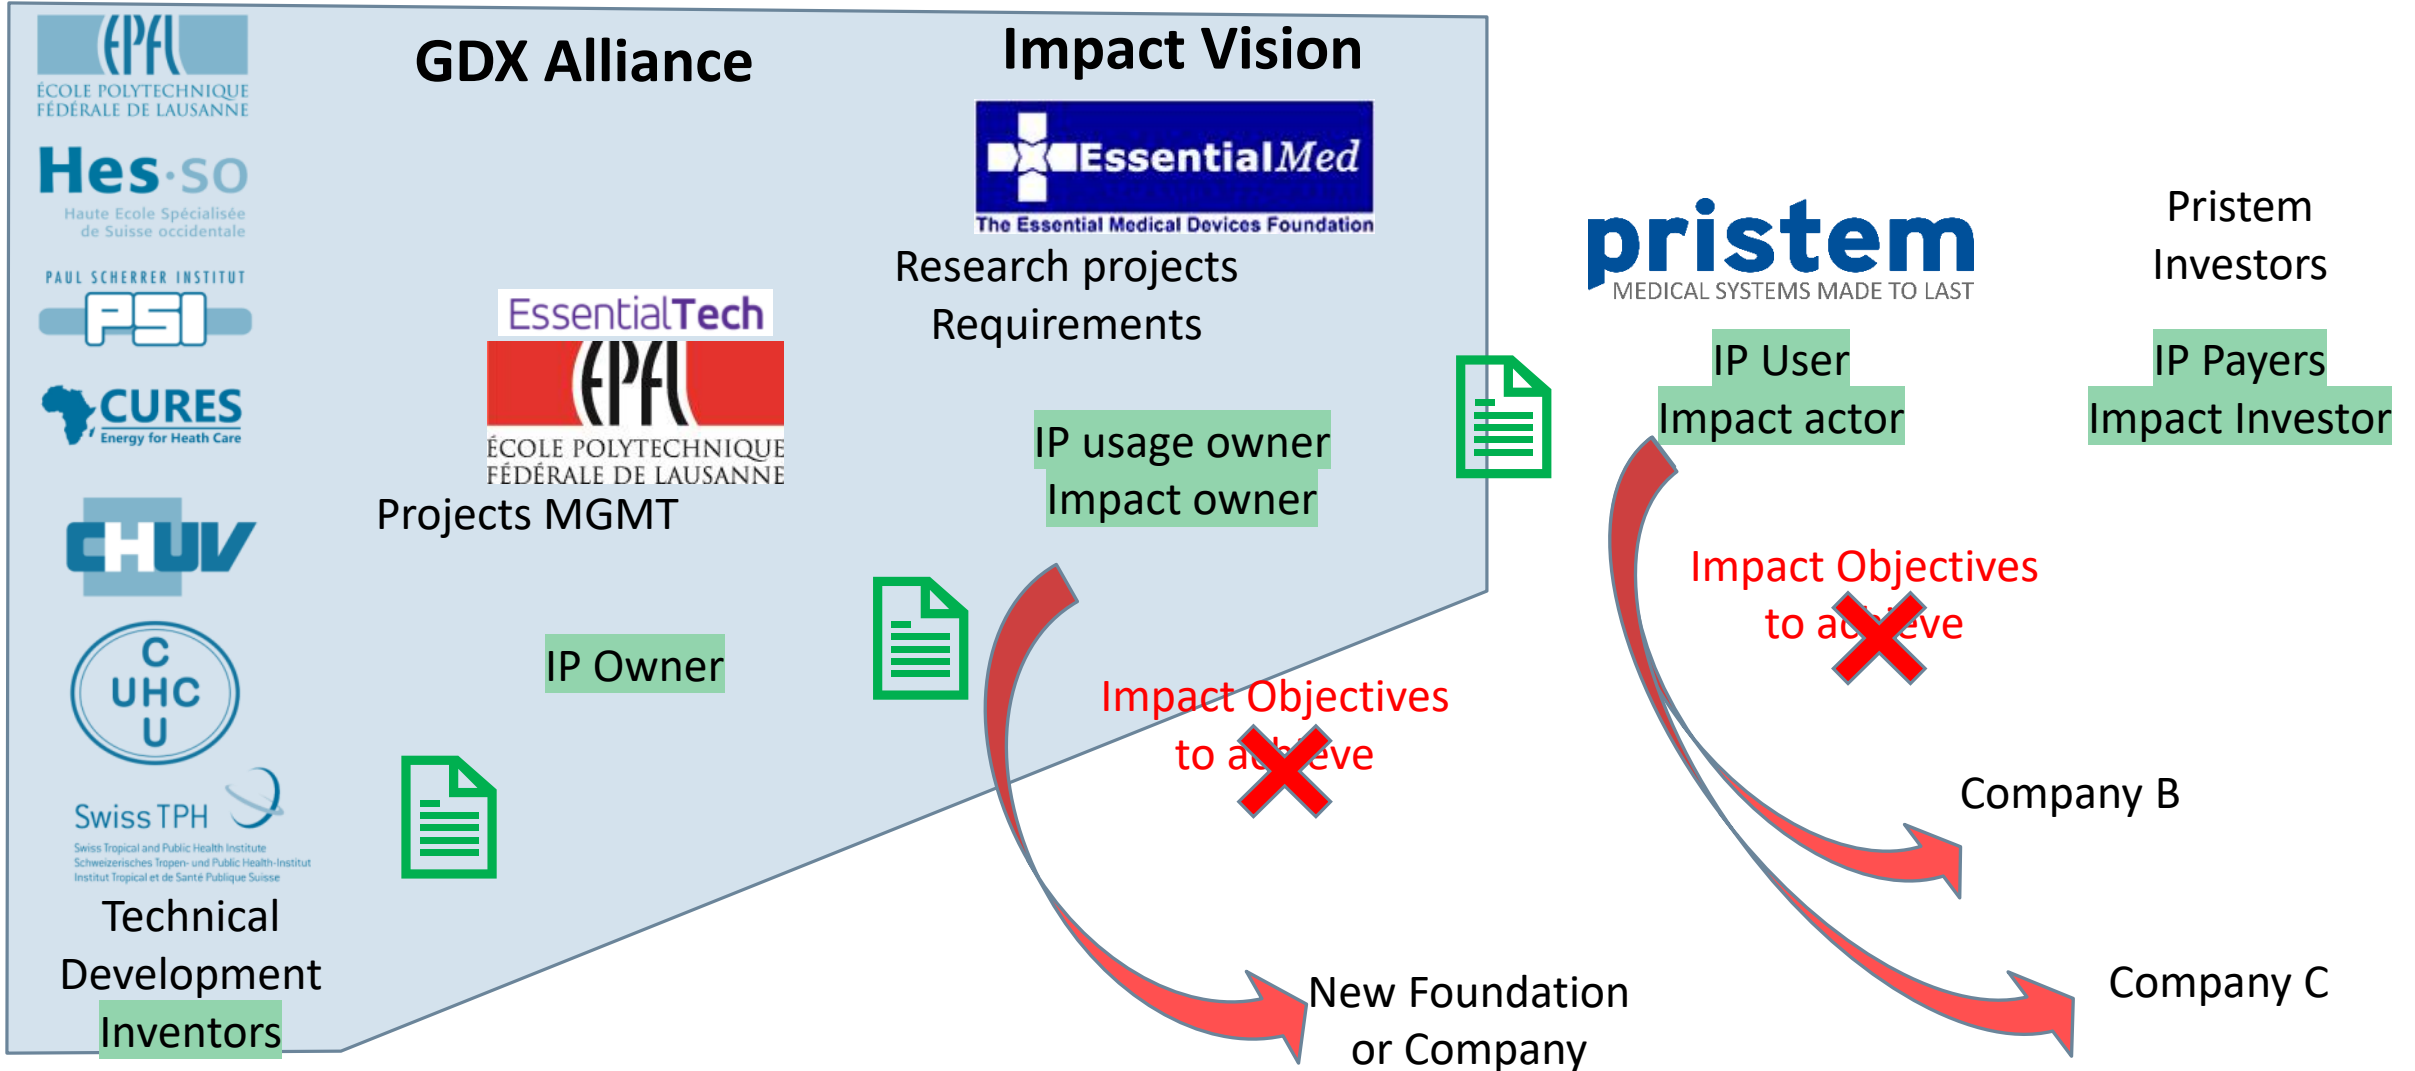 EPFL
ÉCOLE POLYTECHNIQUE
FÉDÉRALE DE LAUSANNE
Hes·so
Haute Ecole Spécialisée
de Suisse occidentale
PAUL SCHERRER INSTITUT
PSI
CURES
Energy for Heath Care
CHUV
C
UHC
U
Swiss TPH
Swiss Tropical and Public Health Institute
Schweizerisches Tropen- und Public Health-Institut
Institut Tropical et de Santé Publique Suisse
Technical
Development
Inventors
GDX Alliance
EssentialTech
EPFL
ÉCOLE POLYTECHNIQUE
FÉDÉRALE DE LAUSANNE
Projects MGMT
IP Owner
Impact Vision
EssentialMed
The Essential Medical Devices Foundation
Research projects
Requirements
IP usage owner
Impact owner
Impact Objectives
to achieve
New Foundation
or Company
pristem
MEDICAL SYSTEMS MADE TO LAST
IP User
Impact actor
Impact Objectives
to achieve
Company B
Company C
Pristem
Investors
IP Payers
Impact Investor